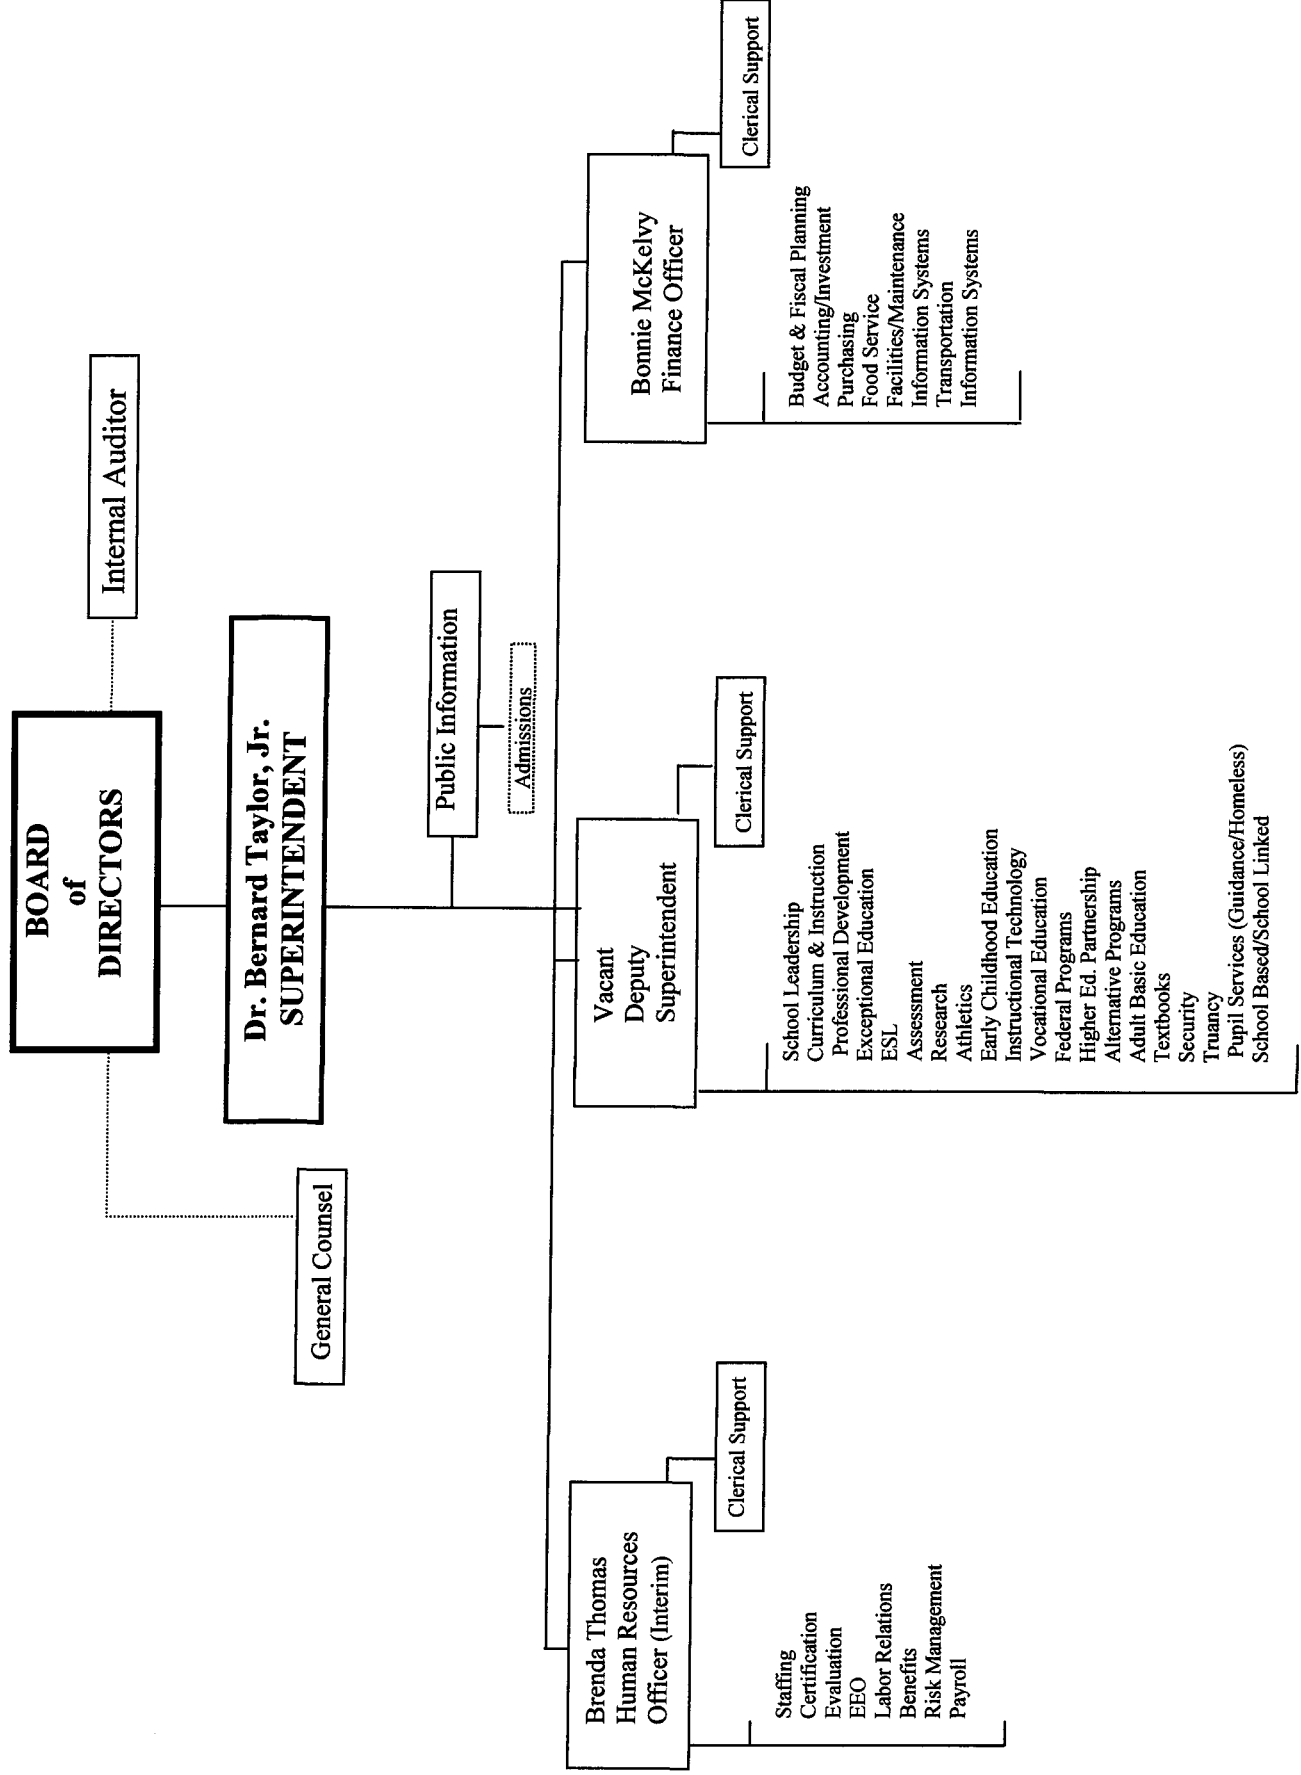 BOARD
of
DIRECTORS
Internal Auditor
General Counsel
Dr. Bernard Taylor, Jr.
SUPERINTENDENT
Public Information
Admissions
Brenda Thomas
Human Resources
Officer (Interim)
Clerical Support
Staffing
Certification
Evaluation
EEO
Labor Relations
Benefits
Risk Management
Payroll
Vacant
Deputy
Superintendent
Clerical Support
School Leadership
Curriculum & Instruction
Professional Development
Exceptional Education
ESL
Assessment
Research
Athletics
Early Childhood Education
Instructional Technology
Vocational Education
Federal Programs
Higher Ed. Partnership
Alternative Programs
Adult Basic Education
Textbooks
Security
Truancy
Pupil Services (Guidance/Homeless)
School Based/School Linked
Bonnie McKelvy
Finance Officer
Clerical Support
Budget & Fiscal Planning
Accounting/Investment
Purchasing
Food Service
Facilities/Maintenance
Information Systems
Transportation
Information Systems